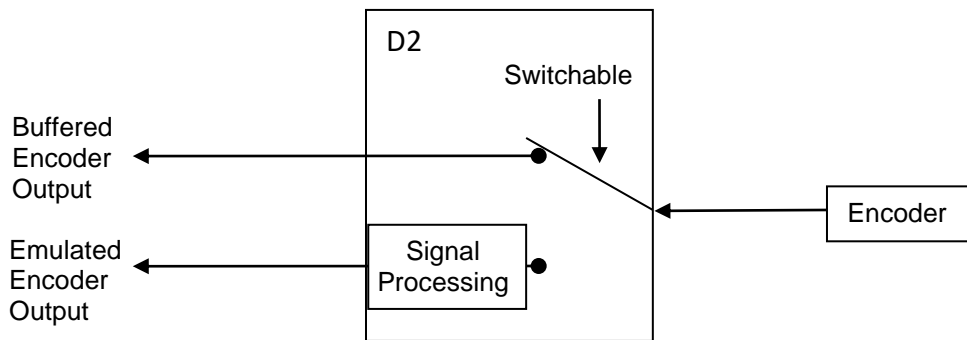 D2
Switchable
Buffered
Encoder
Output
Encoder
Emulated
Encoder
Output
Signal
Processing